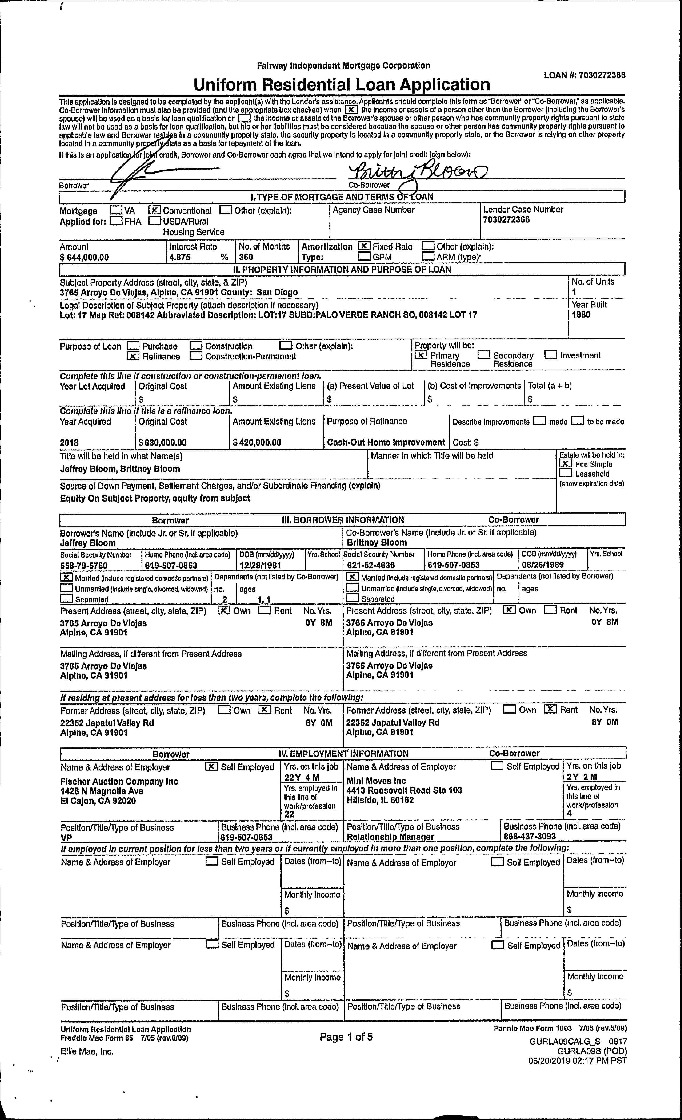 Fairway Independent Mortgage Corporation
LOAN #: 7030272368
Uniform Residential Loan Application
This application is designed to be completed by the applicant(s) with the Lender's assistance. Applicants should complete this form as "Borrower" or "Co-Borrower," as applicable.
Co-Borrower information must also be provided (and the appropriate box checked) when [X] the income or assets of a person other than the Borrower (including the Borrower's
spouse) will be used as a basis for loan qualification or [ ] the income or assets of the Borrower's spouse or other person who has community property rights pursuant to state
law will not be used as a basis for loan qualification, but his or her liabilities must be considered because the spouse or other person has community property rights pursuant to
applicable law and Borrower resides in a community property state, the security property is located in a community property state, or the Borrower is relying on other property
located in a community property state as a basis for repayment of the loan.
If this is an application for joint credit, Borrower and Co-Borrower each agree that we intend to apply for joint credit (sign below):
Borrower Co-Borrower
I. TYPE OF MORTGAGE AND TERMS OF LOAN
Mortgage [ ] VA [X] Conventional [ ] Other (explain): Agency Case Number Lender Case Number
Applied for: [ ] FHA [ ] USDA/Rural 7030272368
Housing Service
Amount Interest Rate No. of Months Amortization [X] Fixed Rate [ ] Other (explain):
$ 644,000.00 4.875 % 360 Type: [ ] GPM [ ] ARM (type):
II. PROPERTY INFORMATION AND PURPOSE OF LOAN
Subject Property Address (street, city, state, & ZIP) No. of Units
3765 Arroyo De Viejas, Alpine, CA 91901 County: San Diego 1
Legal Description of Subject Property (attach description if necessary) Year Built
Lot: 17 Map Ref: 008142 Abbreviated Description: LOT:17 SUBD:PALO VERDE RANCH SO, 008142 LOT 17 1980
Purpose of Loan [ ] Purchase [ ] Construction [ ] Other (explain): Property will be:
[X] Refinance [ ] Construction-Permanent [X] Primary Residence [ ] Secondary Residence [ ] Investment
Complete this line if construction or construction-permanent loan.
Year Lot Acquired Original Cost Amount Existing Liens (a) Present Value of Lot (b) Cost of Improvements Total (a + b)
$ $ $ $ $
Complete this line if this is a refinance loan.
Year Acquired Original Cost Amount Existing Liens Purpose of Refinance Describe Improvements [ ] made [ ] to be made
2018 $ 630,000.00 $ 420,000.00 Cash-Out Home Improvement Cost: $
Title will be held in what Name(s) Manner in which Title will be held Estate will be held in:
Jeffrey Bloom, Brittney Bloom [X] Fee Simple
[ ] Leasehold
Source of Down Payment, Settlement Charges, and/or Subordinate Financing (explain) (show expiration date)
Equity On Subject Property, equity from subject
Borrower III. BORROWER INFORMATION Co-Borrower
Borrower's Name (include Jr. or Sr. if applicable) Co-Borrower's Name (include Jr. or Sr. if applicable)
Jeffrey Bloom Brittney Bloom
Social Security Number Home Phone (incl. area code) DOB (mm/dd/yyyy) Yrs. School Social Security Number Home Phone (incl. area code) DOB (mm/dd/yyyy) Yrs. School
619-507-0853 12/28/1981 619-507-0853
[X] Married (include registered domestic partners) Dependents (not listed by Co-Borrower) [X] Married (include registered domestic partners) Dependents (not listed by Borrower)
[ ] Unmarried (include single, divorced, widowed) no. ages [ ] Unmarried (include single, divorced, widowed) no. ages
[ ] Separated 2 1, 1 [ ] Separated
Present Address (street, city, state, ZIP) [X] Own [ ] Rent No. Yrs. Present Address (street, city, state, ZIP) [X] Own [ ] Rent No. Yrs.
3765 Arroyo De Viejas 0Y 8M 3765 Arroyo De Viejas 0Y 8M
Alpine, CA 91901 Alpine, CA 91901
Mailing Address, if different from Present Address Mailing Address, if different from Present Address
3765 Arroyo De Viejas 3765 Arroyo De Viejas
Alpine, CA 91901 Alpine, CA 91901
If residing at present address for less than two years, complete the following:
Former Address (street, city, state, ZIP) [ ] Own [X] Rent No. Yrs. Former Address (street, city, state, ZIP) [ ] Own [X] Rent No. Yrs.
22352 Japatul Valley Rd 22352 Japatul Valley Rd
Alpine, CA 91901 Alpine, CA 91901
Borrower IV. EMPLOYMENT INFORMATION Co-Borrower
Name & Address of Employer [X] Self Employed Yrs. on this job Name & Address of Employer [ ] Self Employed Yrs. on this job
Fischer Auction Company Inc 22Y 4M Mini Moves Inc 2Y 2M
1428 N Magnolia Ave Yrs. employed in this line of work/profession 4413 Roosevelt Road Ste 103 Yrs. employed in this line of work/profession
El Cajon, CA 92020 22 Hillside, IL 60162 4
Position/Title/Type of Business Business Phone (incl. area code) Position/Title/Type of Business Business Phone (incl. area code)
VP 619-507-0853 Relationship Manager 868-437-3093
If employed in current position for less than two years or if currently employed in more than one position, complete the following:
Name & Address of Employer [ ] Self Employed Dates (from–to) Name & Address of Employer [ ] Self Employed Dates (from–to)
Monthly Income Monthly Income
$ $
Position/Title/Type of Business Business Phone (incl. area code) Position/Title/Type of Business Business Phone (incl. area code)
Name & Address of Employer [ ] Self Employed Dates (from–to) Name & Address of Employer [ ] Self Employed Dates (from–to)
Monthly Income Monthly Income
$ $
Position/Title/Type of Business Business Phone (incl. area code) Position/Title/Type of Business Business Phone (incl. area code)
Uniform Residential Loan Application Fannie Mae Form 1003 7/05 (rev.6/09)
Freddie Mac Form 65 7/05 (rev.6/09) Page 1 of 5 GURLA09CALG_S 0817
Ellie Mae, Inc. GURLA09S (POD)
05/20/2019 02:17 PM PST